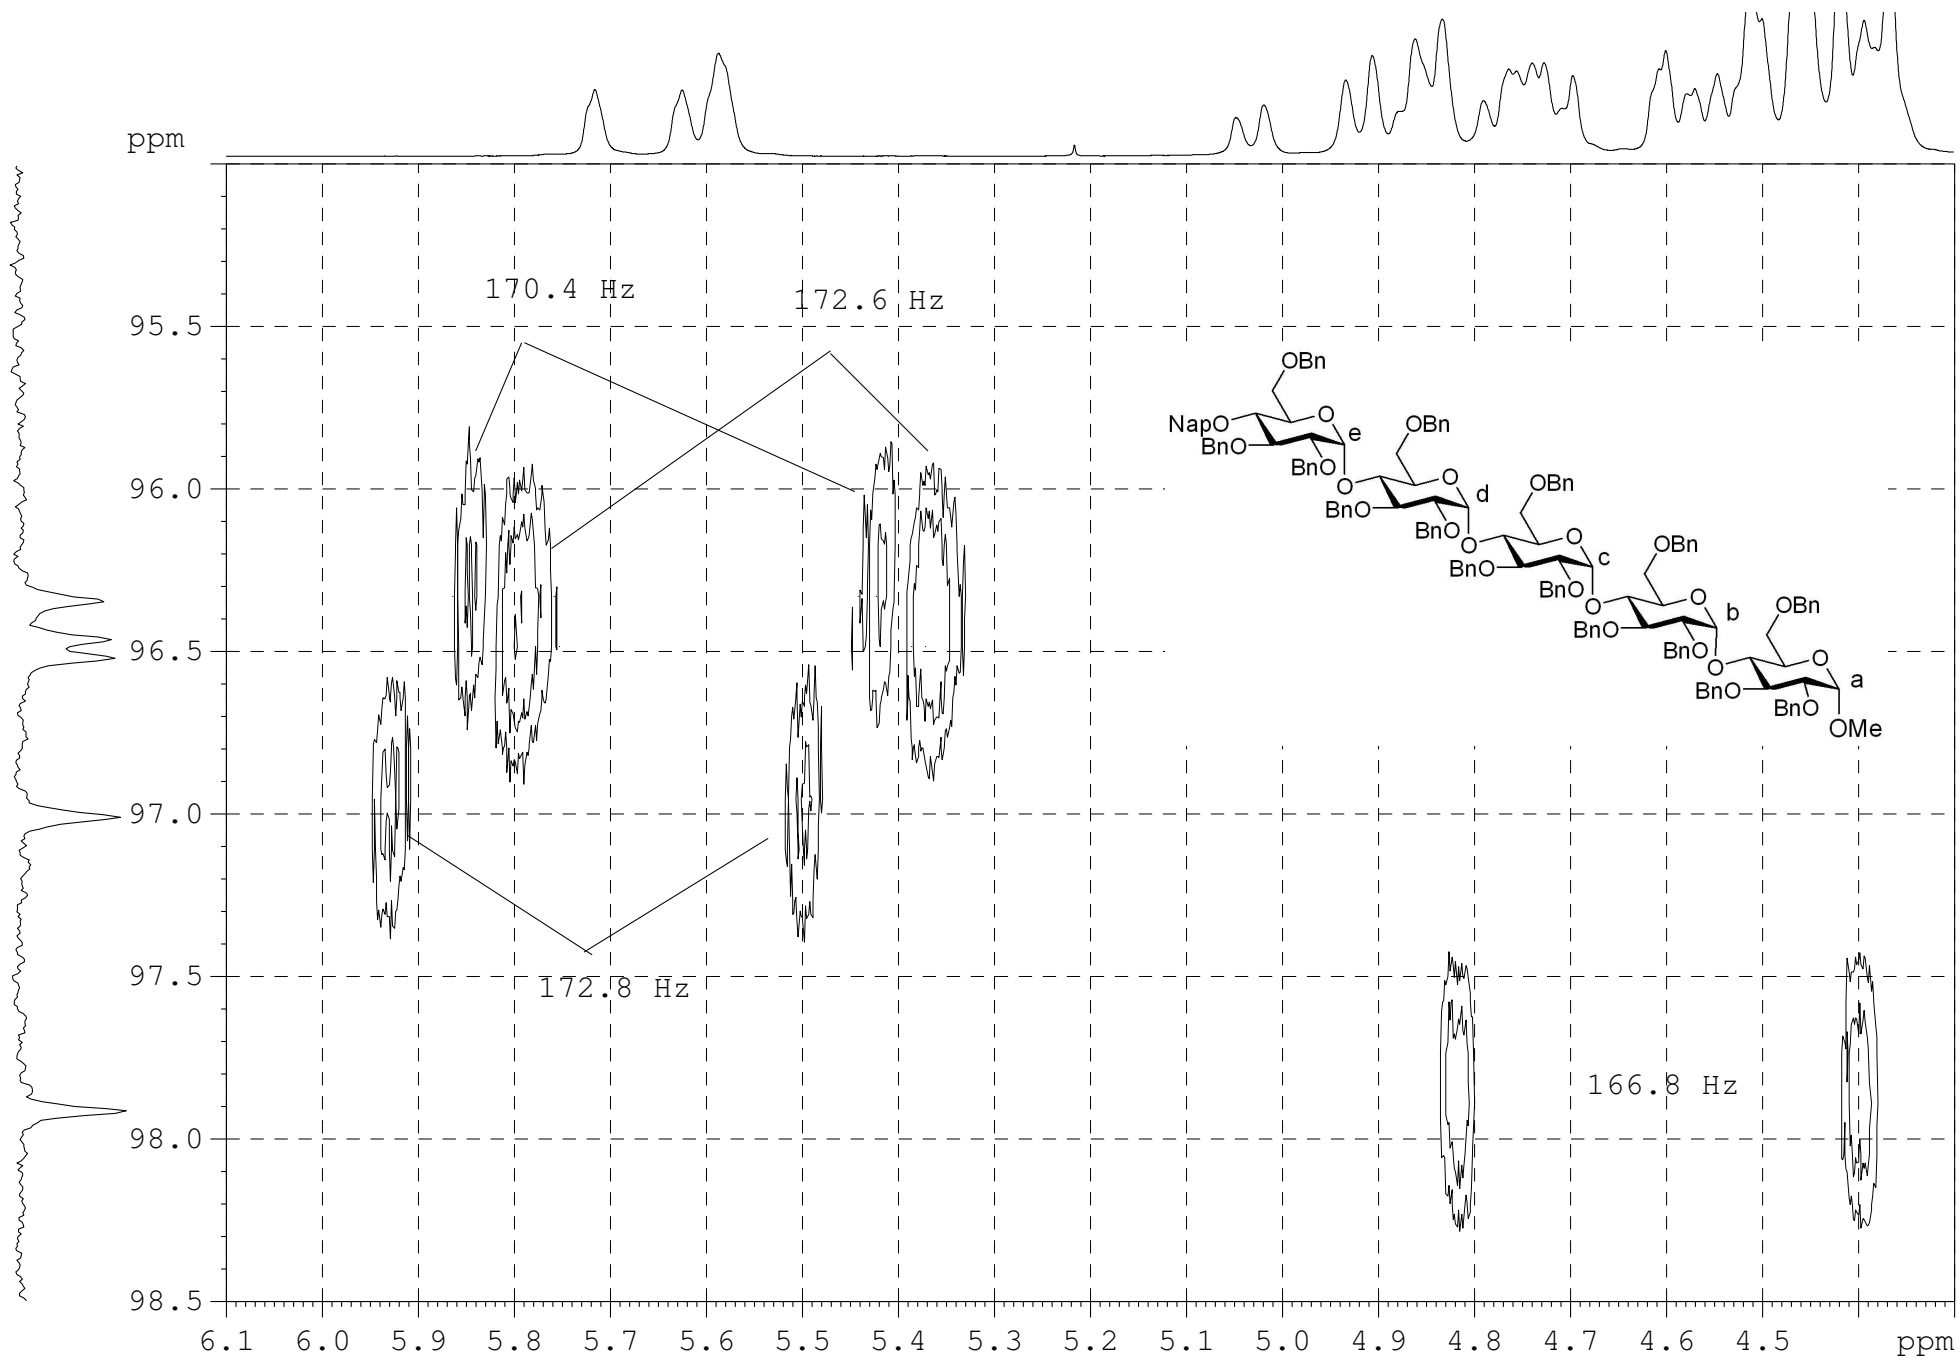 ppm
170.4 Hz
172.6 Hz
95.5
OBn
O
NapO
e
BnO
BnO
OBn
96.0
O
O
d
BnO
BnO
OBn
O
O
c
BnO
BnO
OBn
O
O
b
96.5
BnO
BnO
OBn
O
O
a
BnO
BnO
OMe
97.0
97.5
172.8 Hz
166.8 Hz
98.0
98.5
6.1 6.0 5.9 5.8 5.7 5.6 5.5 5.4 5.3 5.2 5.1 5.0 4.9 4.8 4.7 4.6 4.5 ppm